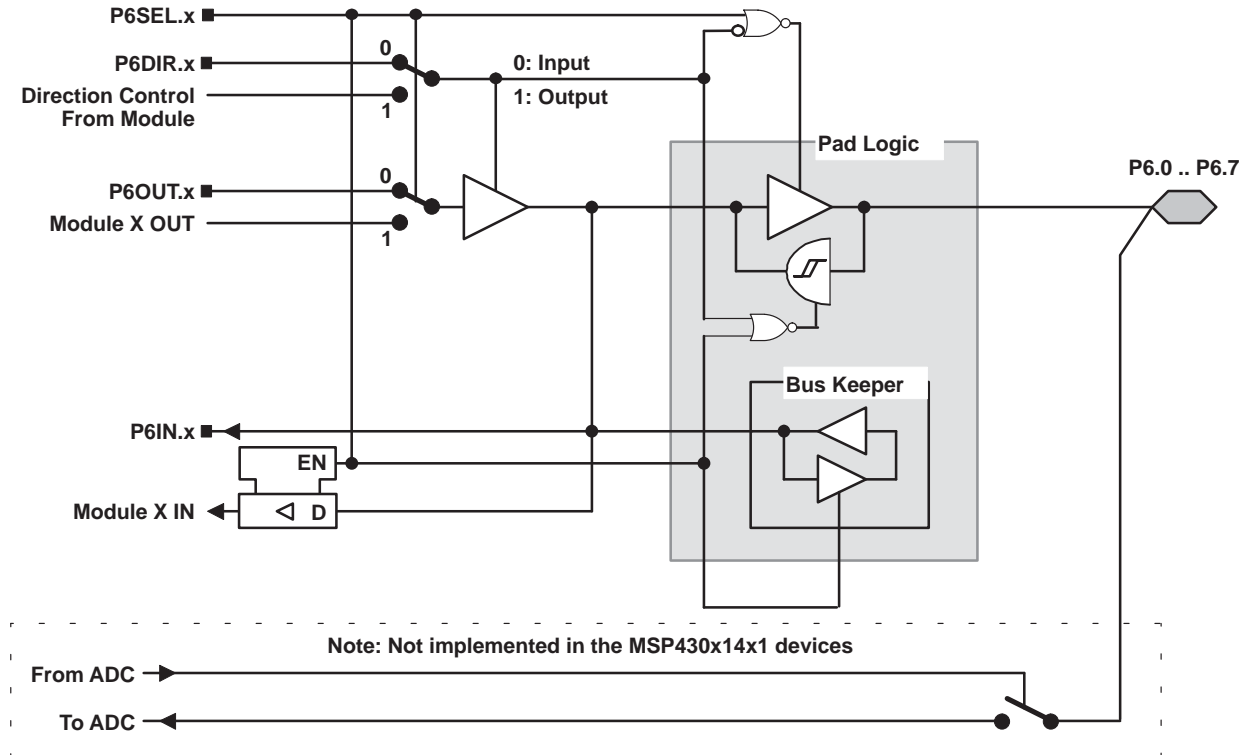 P6SEL.x
P6DIR.x
0
0: Input
Direction Control
From Module
1
1: Output
Pad Logic
P6.0 .. P6.7
P6OUT.x
0
Module X OUT
1
Bus Keeper
P6IN.x
EN
Module X IN
D
Note: Not implemented in the MSP430x14x1 devices
From ADC
To ADC